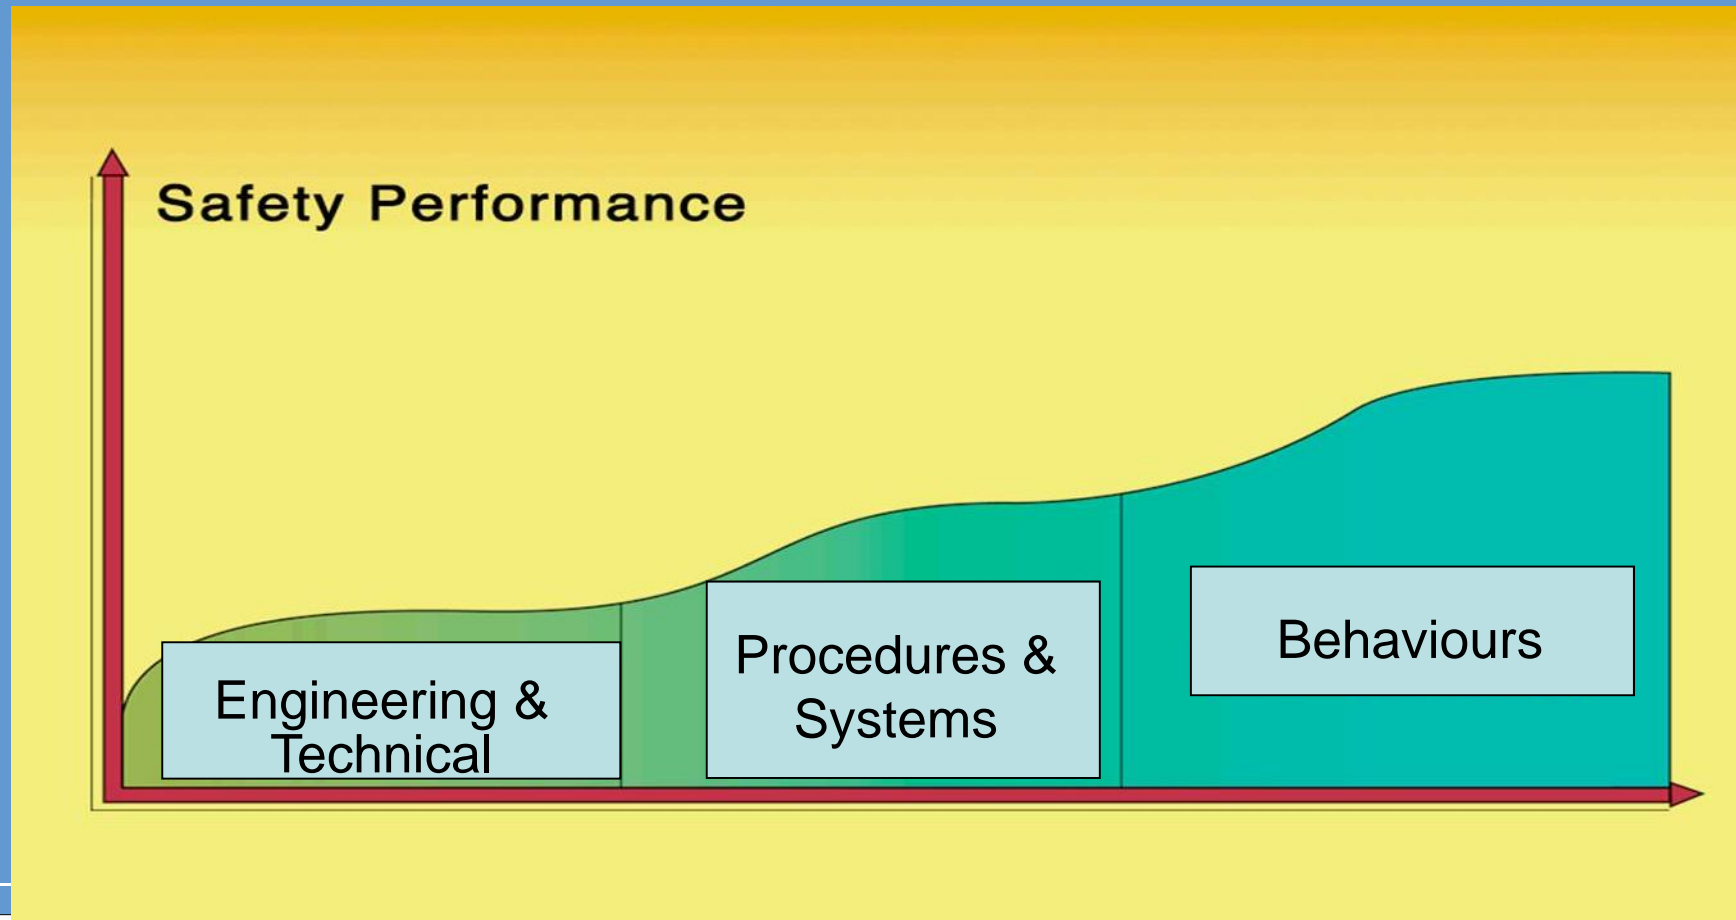 Safety Performance
Engineering &
Technical
Procedures &
Systems
Behaviours